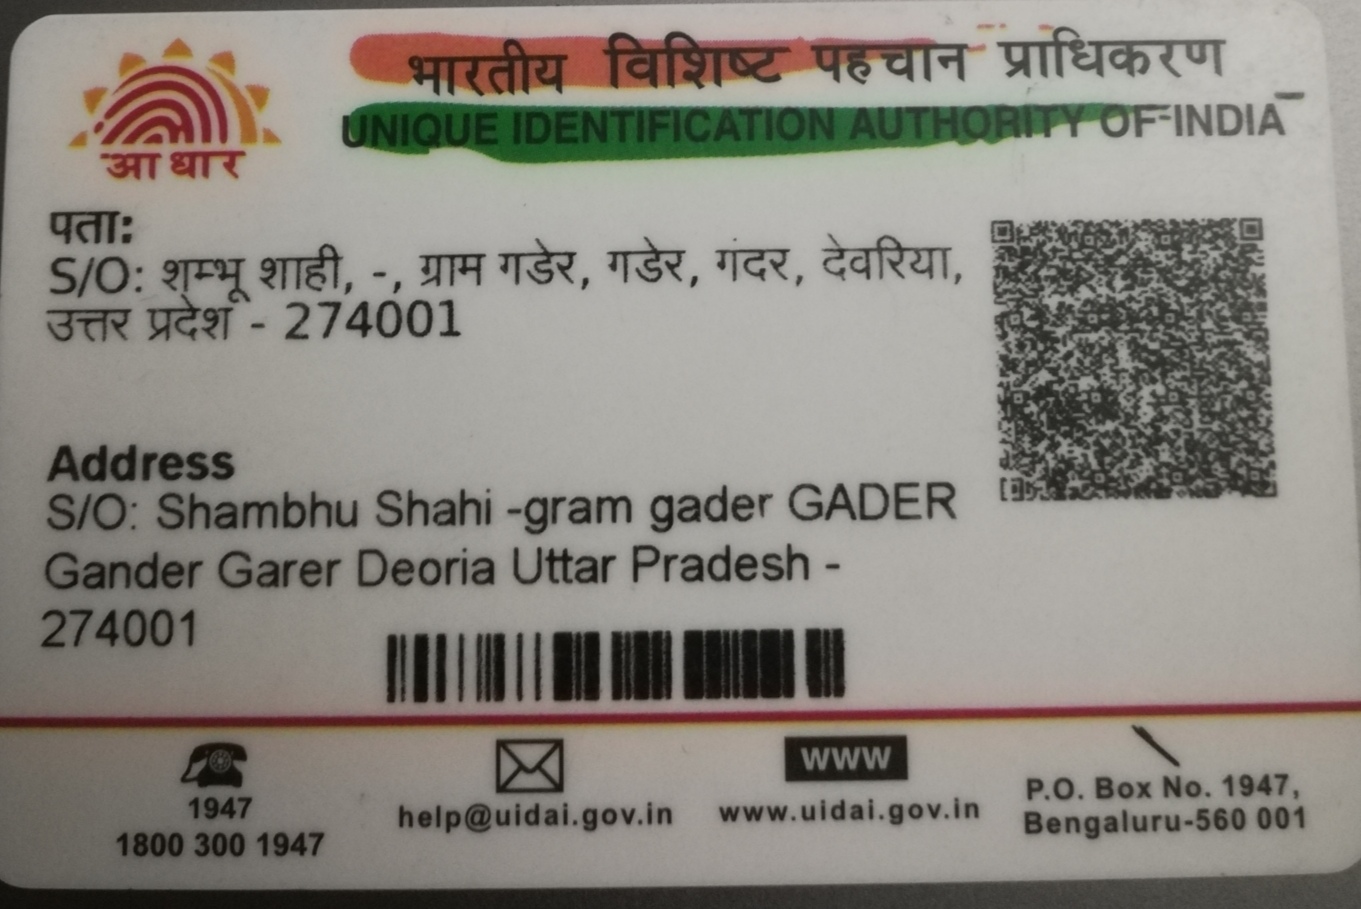 भारतीय विशिष्ट पहचान प्राधिकरण
UNIQUE IDENTIFICATION AUTHORITY OF INDIA
आधार
पता:
S/O: शम्भू शाही, -, ग्राम गडेर, गडेर, गंदर, देवरिया,
उत्तर प्रदेश - 274001
Address
S/O: Shambhu Shahi -gram gader GADER
Gander Garer Deoria Uttar Pradesh -
274001
1947
1800 300 1947
help@uidai.gov.in
WWW
www.uidai.gov.in
P.O. Box No. 1947,
Bengaluru-560 001